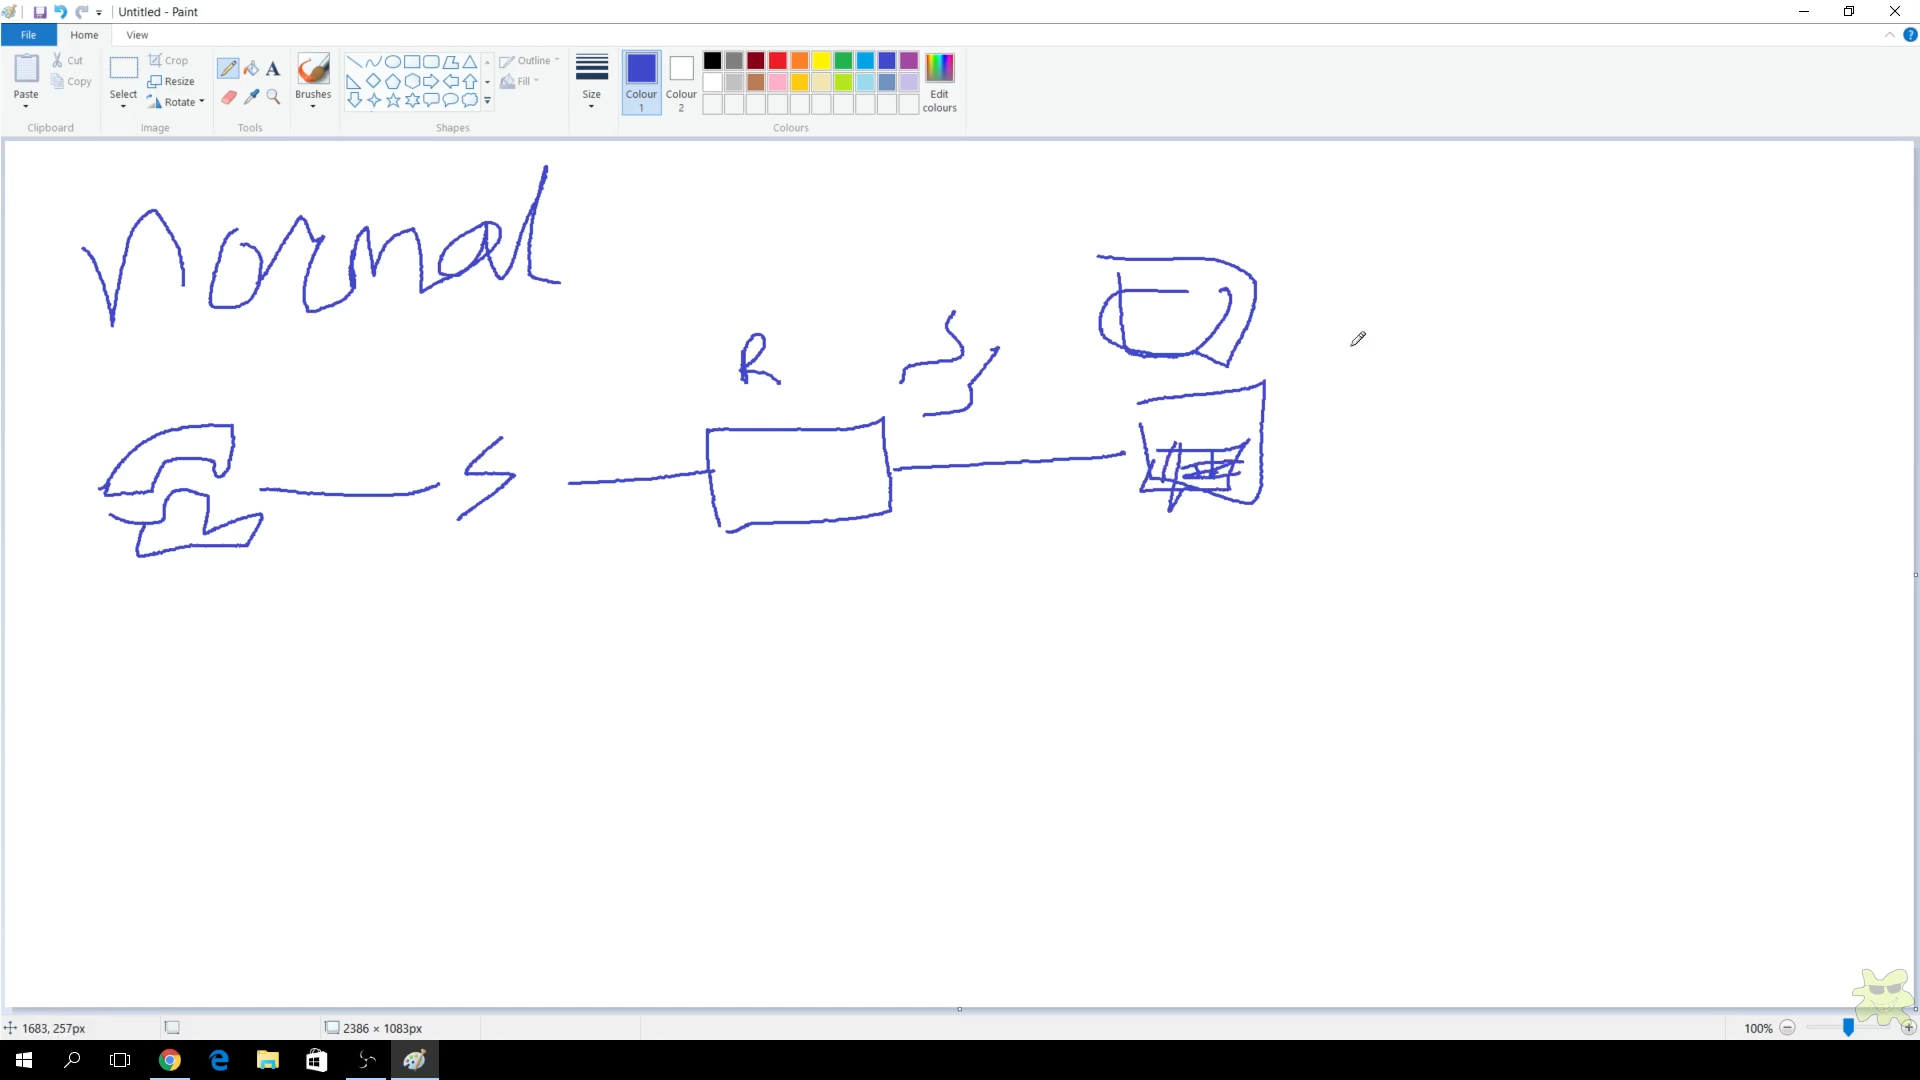 Untitled - Paint
File Home View
Paste
Cut
Copy
Clipboard
Select
Crop
Resize
Rotate
Image
Tools
Brushes
Shapes
Outline
Fill
Size
Colour 1
Colour 2
Edit colours
Colours
normal
R
1683, 257px
2386 × 1083px
100%